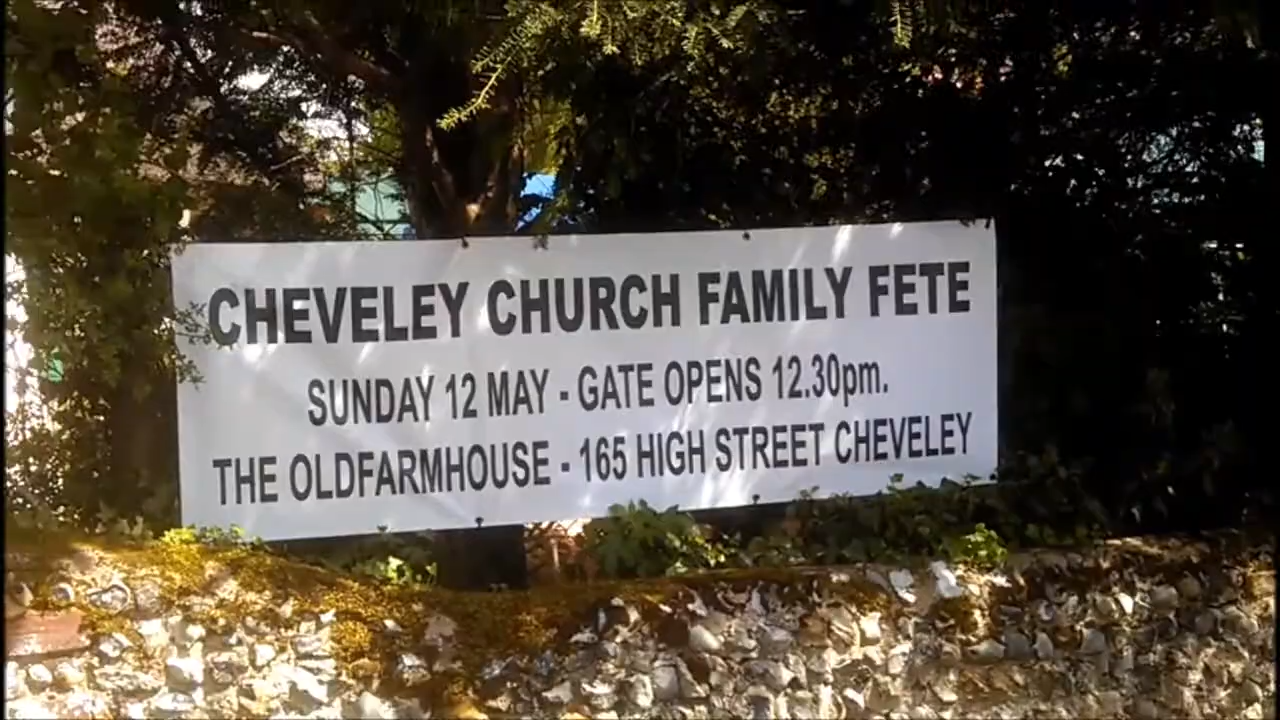 CHEVELEY CHURCH FAMILY FETE
SUNDAY 12 MAY - GATE OPENS 12.30pm.
THE OLDFARMHOUSE - 165 HIGH STREET CHEVELEY